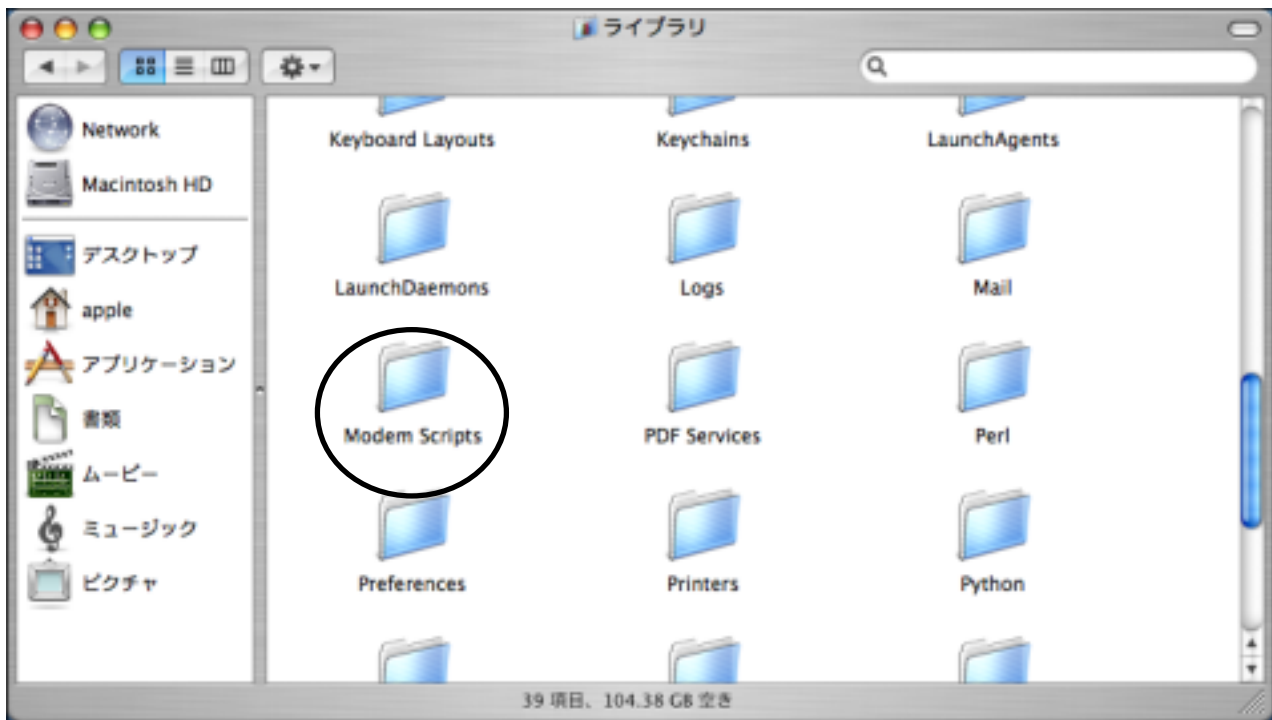 ライブラリ
Network
Macintosh HD
デスクトップ
apple
アプリケーション
書類
ムービー
ミュージック
ピクチャ
Keyboard Layouts
Keychains
LaunchAgents
LaunchDaemons
Logs
Mail
Modem Scripts
PDF Services
Perl
Preferences
Printers
Python
39 項目、104.38 GB 空き